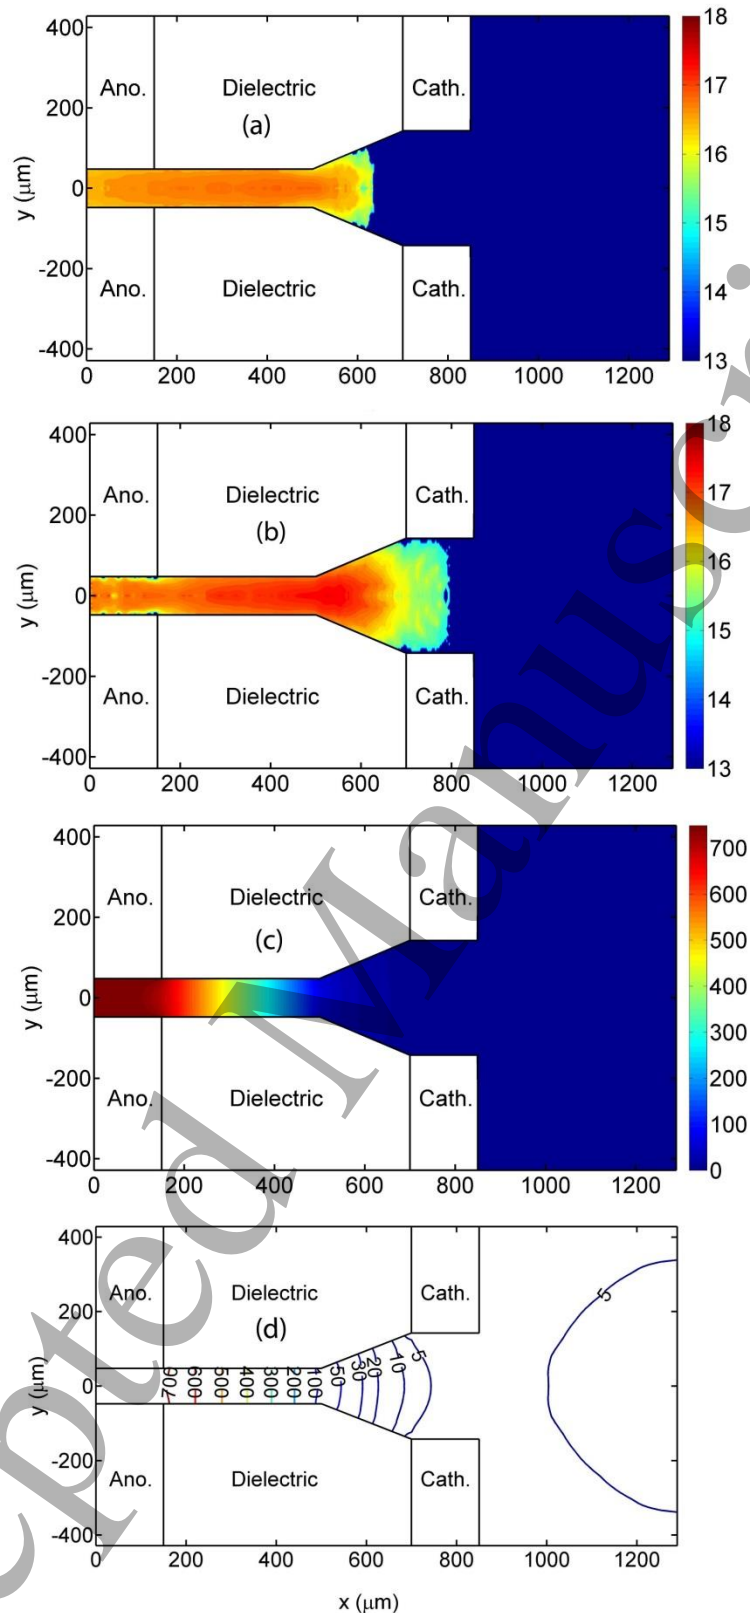 400
200
0
-200
-400
y (μm)
Ano.
Dielectric
Cath.
(a)
Ano.
Dielectric
Cath.
0
200
400
600
800
1000
1200
18
17
16
15
14
13
400
200
0
-200
-400
y (μm)
Ano.
Dielectric
Cath.
(b)
Ano.
Dielectric
Cath.
0
200
400
600
800
1000
1200
18
17
16
15
14
13
400
200
0
-200
-400
y (μm)
Ano.
Dielectric
Cath.
(c)
Ano.
Dielectric
Cath.
0
200
400
600
800
1000
1200
700
600
500
400
300
200
100
0
400
200
0
-200
-400
y (μm)
Ano.
Dielectric
Cath.
(d)
700
600
500
400
300
200
100
50
30
20
10
5
5
Ano.
Dielectric
Cath.
0
200
400
600
800
1000
1200
x (μm)
cepted Manuscri